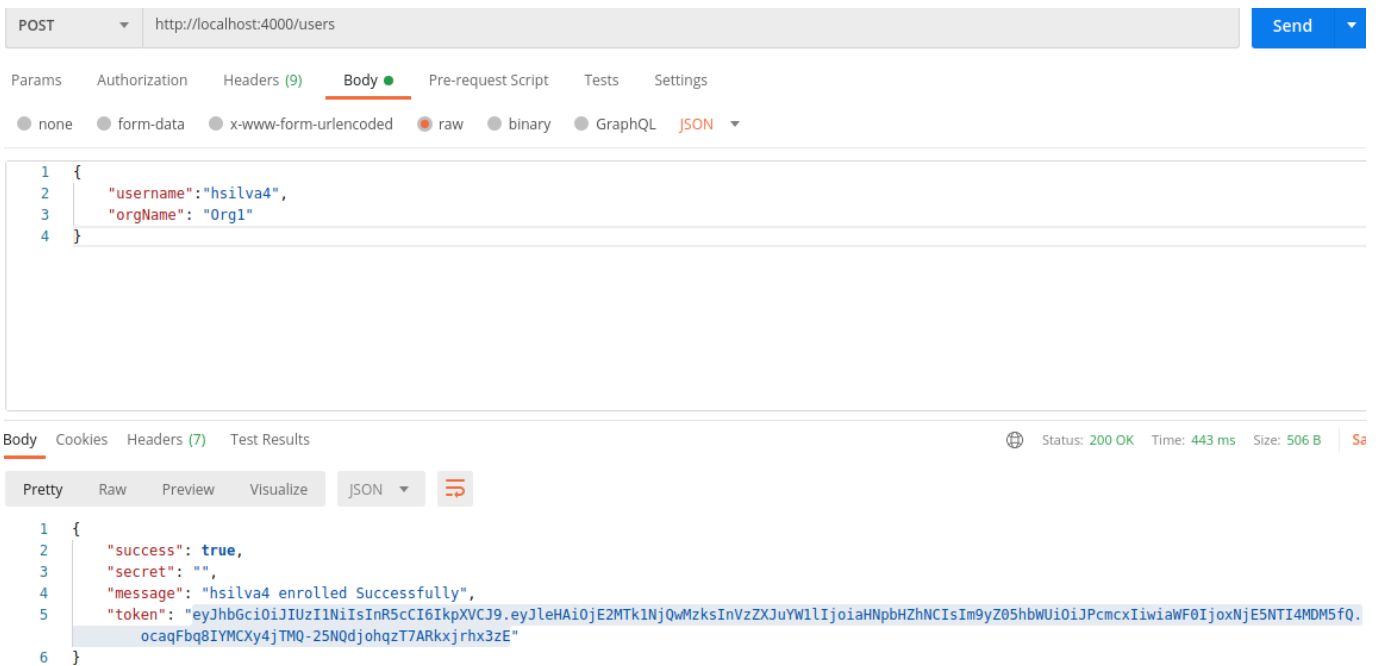 POST http://localhost:4000/users Send
Params Authorization Headers (9) Body Pre-request Script Tests Settings
none form-data x-www-form-urlencoded raw binary GraphQL JSON
1 {
2 "username":"hsilva4",
3 "orgName": "Org1"
4 }
Body Cookies Headers (7) Test Results Status: 200 OK Time: 443 ms Size: 506 B Sa
Pretty Raw Preview Visualize JSON
1 {
2 "success": true,
3 "secret": "",
4 "message": "hsilva4 enrolled Successfully",
5 "token": "eyJhbGciOiJIUzI1NiIsInR5cCI6IkpXVCJ9.eyJleHAiOjE2MTk1NjQwMzksInVzZXJuYW1lIjoiaHNpbHZhNCIsIm9yZ05hbWUiOiJPcmcxIiwiaWF0IjoxNjE5NTI4MDM5fQ.
ocaqFbq8IYMCXy4jTMQ-25NQdjohqzT7ARkxjrhx3zE"
6 }